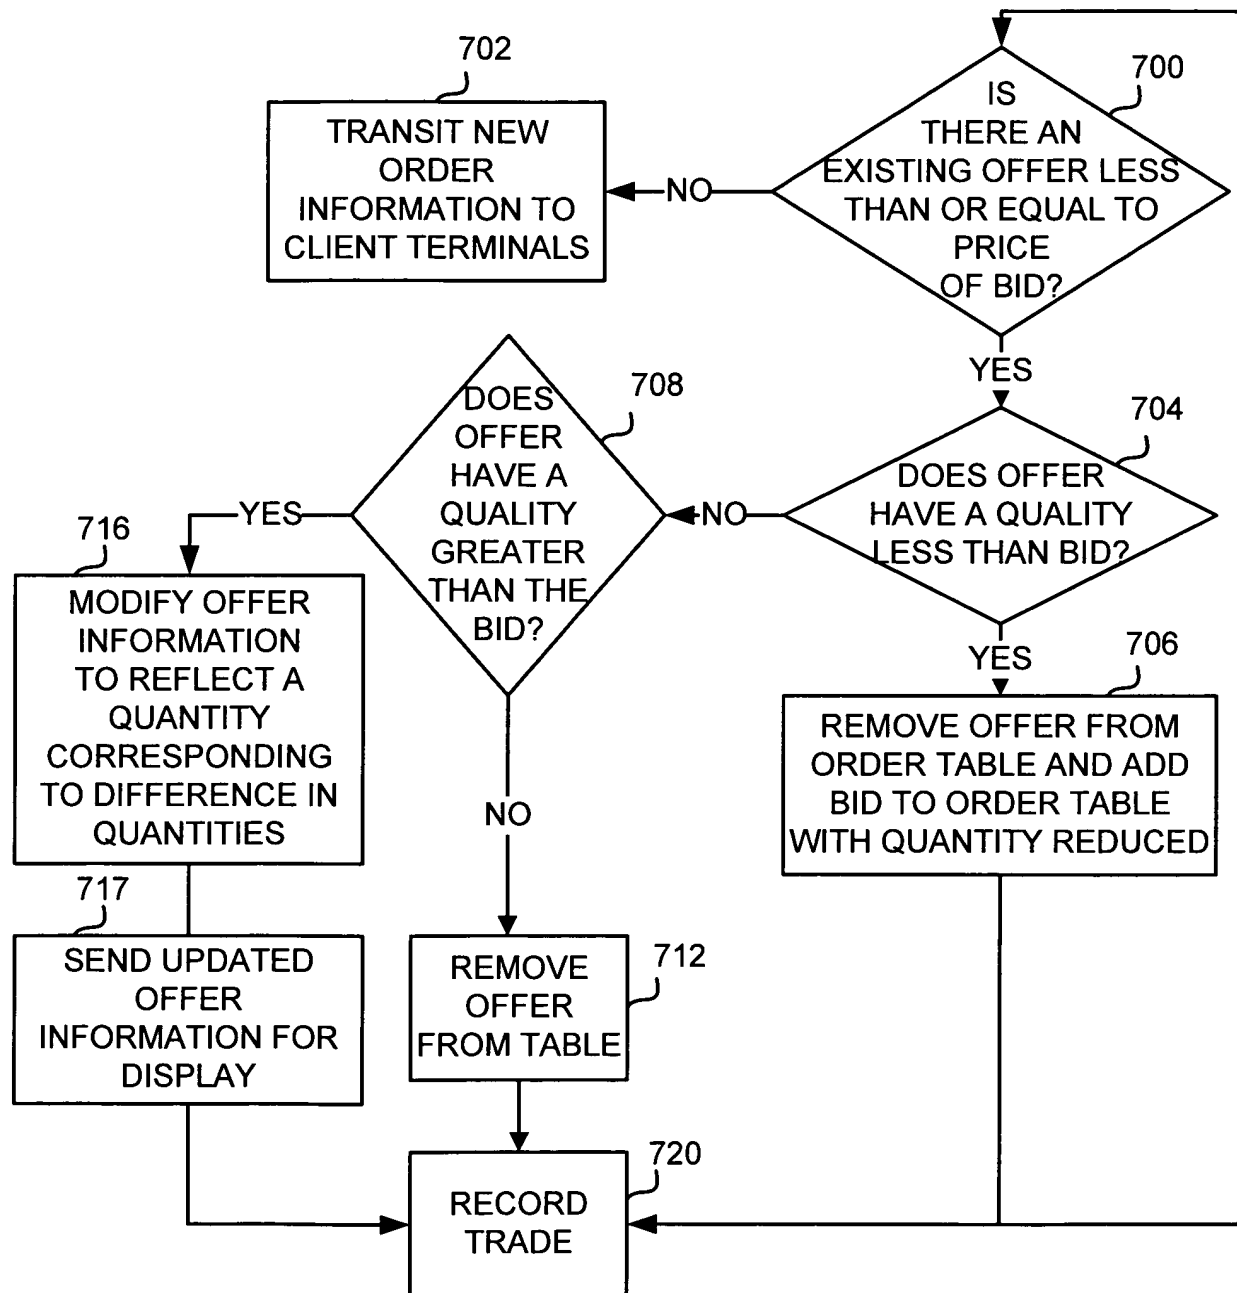 702
TRANSIT NEW
ORDER
INFORMATION TO
CLIENT TERMINALS
700
IS
THERE AN
EXISTING OFFER LESS
THAN OR EQUAL TO
PRICE
OF BID?
NO
YES
704
DOES OFFER
HAVE A QUALITY
LESS THAN BID?
NO
YES
708
DOES
OFFER
HAVE A
QUALITY
GREATER
THAN THE
BID?
YES
NO
706
REMOVE OFFER FROM
ORDER TABLE AND ADD
BID TO ORDER TABLE
WITH QUANTITY REDUCED
716
MODIFY OFFER
INFORMATION
TO REFLECT A
QUANTITY
CORRESPONDING
TO DIFFERENCE IN
QUANTITIES
717
SEND UPDATED
OFFER
INFORMATION FOR
DISPLAY
712
REMOVE
OFFER
FROM TABLE
720
RECORD
TRADE